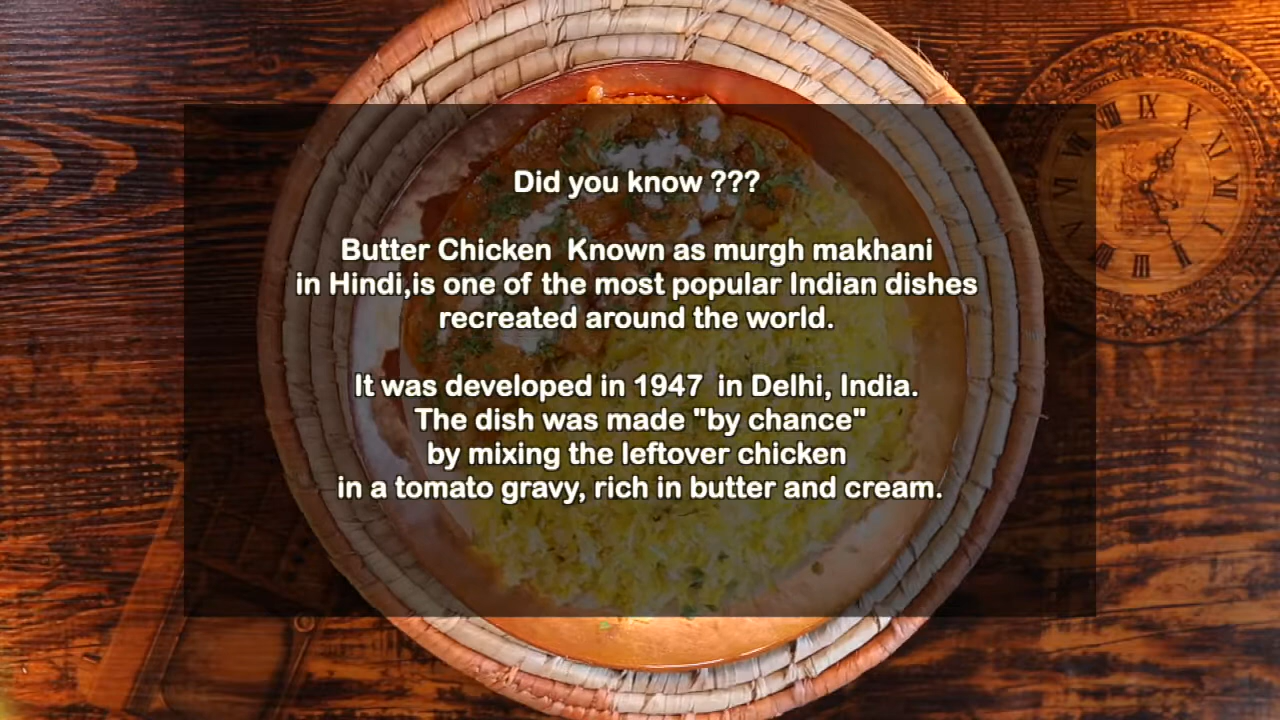 Did you know ???
Butter Chicken  Known as murgh makhani
in Hindi,is one of the most popular Indian dishes
recreated around the world.
It was developed in 1947  in Delhi, India.
The dish was made "by chance"
by mixing the leftover chicken
in a tomato gravy, rich in butter and cream.